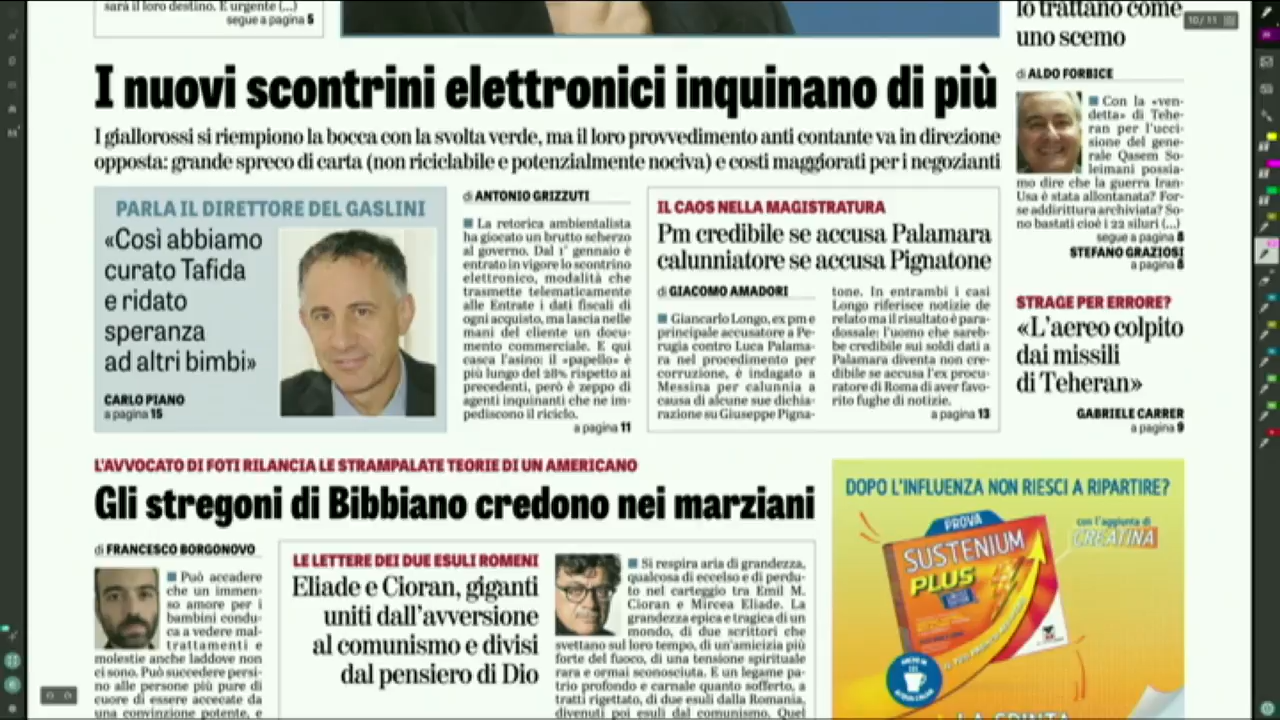 sarà il loro destino. È urgente (...)
segue a pagina 5
lo trattano come
uno scemo
10/11
I nuovi scontrini elettronici inquinano di più
I giallorossi si riempiono la bocca con la svolta verde, ma il loro provvedimento anti contante va in direzione
opposta: grande spreco di carta (non riciclabile e potenzialmente nociva) e costi maggiorati per i negozianti
PARLA IL DIRETTORE DEL GASLINI
«Così abbiamo
curato Tafida
e ridato
speranza
ad altri bimbi»
CARLO PIANO
a pagina 15
di ANTONIO GRIZZUTI
La retorica ambientalista
ha giocato un brutto scherzo
al governo. Dal 1° gennaio è
entrato in vigore lo scontrino
elettronico, modalità che
trasmette telematicamente
alle Entrate i dati fiscali di
ogni acquisto, ma lascia nelle
mani del cliente un docu-
mento commerciale. E qui
casca l'asino: il «papello» è
più lungo del 28% rispetto ai
precedenti, però è zeppo di
agenti inquinanti che ne im-
pediscono il riciclo.
a pagina 11
IL CAOS NELLA MAGISTRATURA
Pm credibile se accusa Palamara
calunniatore se accusa Pignatone
di GIACOMO AMADORI
Giancarlo Longo, ex pm e
principale accusatore a Pe-
rugia contro Luca Palama-
ra nel procedimento per
corruzione, è indagato a
Messina per calunnia a
causa di alcune sue dichia-
razione su Giuseppe Pigna-
tone. In entrambi i casi
Longo riferisce notizie de
relato ma il risultato è para-
dossale: l'uomo che sareb-
be credibile sui soldi dati a
Palamara diventa non cre-
dibile se accusa l'ex procu-
ratore di Roma di aver favo-
rito fughe di notizie.
a pagina 13
di ALDO FORBICE
Con la «ven-
detta» di Tehe-
ran per l'ucci-
sione del gene-
rale Qasem So-
leimani possia-
mo dire che la guerra Iran-
Usa è stata allontanata? For-
se addirittura archiviata? So-
no bastati cioè i 22 siluri (...)
segue a pagina 8
STEFANO GRAZIOSI
a pagina 8
STRAGE PER ERRORE?
«L'aereo colpito
dai missili
di Teheran»
GABRIELE CARRER
a pagina 9
L'AVVOCATO DI FOTI RILANCIA LE STRAMPALATE TEORIE DI UN AMERICANO
Gli stregoni di Bibbiano credono nei marziani
di FRANCESCO BORGONOVO
Può accadere
che un immen-
so amore per i
bambini condu-
ca a vedere mal-
trattamenti e
molestie anche laddove non
ci sono. Può succedere persi-
no alle persone più pure di
cuore di essere accecate da
una convinzione potente, e
LE LETTERE DEI DUE ESULI ROMENI
Eliade e Cioran, giganti
uniti dall'avversione
al comunismo e divisi
dal pensiero di Dio
Si respira aria di grandezza,
qualcosa di eccelso e di perdu-
to nel carteggio tra Emil M.
Cioran e Mircea Eliade. La
grandezza epica e tragica di un
mondo, di due scrittori che
svettano sul loro tempo, di un'amicizia più
forte del fuoco, di una tensione spirituale
rara e ormai sconosciuta. E un legame pa-
trio profondo e carnale quanto sofferto, a
tratti rigettato, di due esuli dalla Romania,
divenuti poi esuli dal comunismo. Quel
DOPO L'INFLUENZA NON RIESCI A RIPARTIRE?
PROVA
SUSTENIUM
PLUS
con l'aggiunta di
CREATINA
LA SPINTA